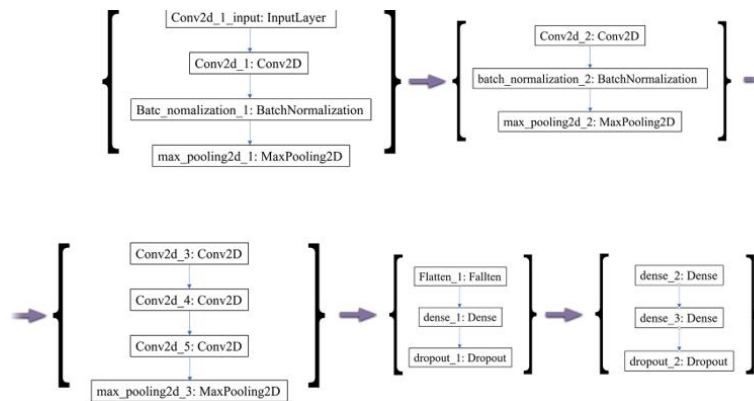 Conv2d_1_input: InputLayer
Conv2d_1: Conv2D
Batc_nomalization_1: BatchNormalization
max_pooling2d_1: MaxPooling2D
Conv2d_2: Conv2D
batch_normalization_2: BatchNormalization
max_pooling2d_2: MaxPooling2D
Conv2d_3: Conv2D
Conv2d_4: Conv2D
Conv2d_5: Conv2D
max_pooling2d_3: MaxPooling2D
Flatten_1: Fallten
dense_1: Dense
dropout_1: Dropout
dense_2: Dense
dense_3: Dense
dropout_2: Dropout